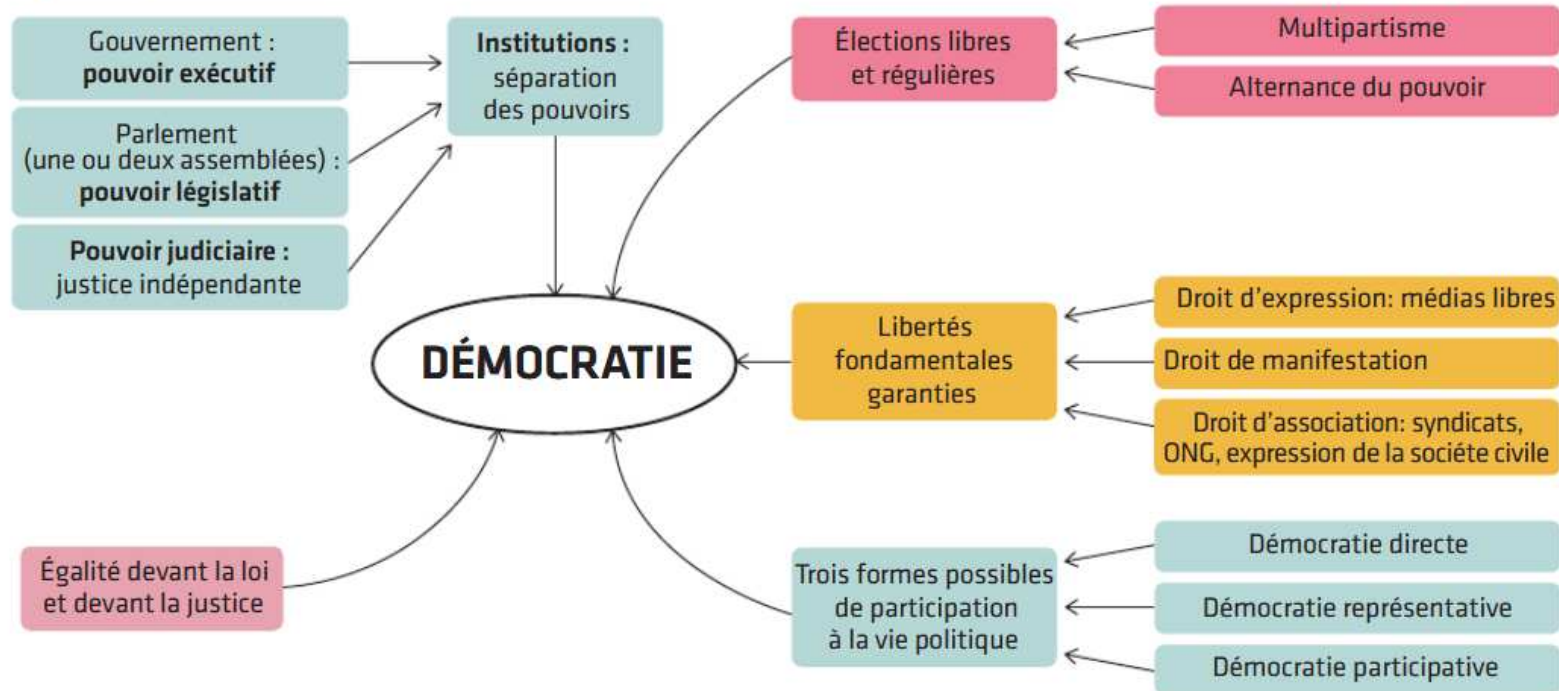 Gouvernement :
pouvoir exécutif
Parlement
(une ou deux assemblées) :
pouvoir législatif
Pouvoir judiciaire :
justice indépendante
Institutions :
séparation
des pouvoirs
Élections libres
et régulières
Multipartisme
Alternance du pouvoir
DÉMOCRATIE
Libertés
fondamentales
garanties
Droit d'expression: médias libres
Droit de manifestation
Droit d'association: syndicats,
ONG, expression de la sociéte civile
Égalité devant la loi
et devant la justice
Trois formes possibles
de participation
à la vie politique
Démocratie directe
Démocratie représentative
Démocratie participative